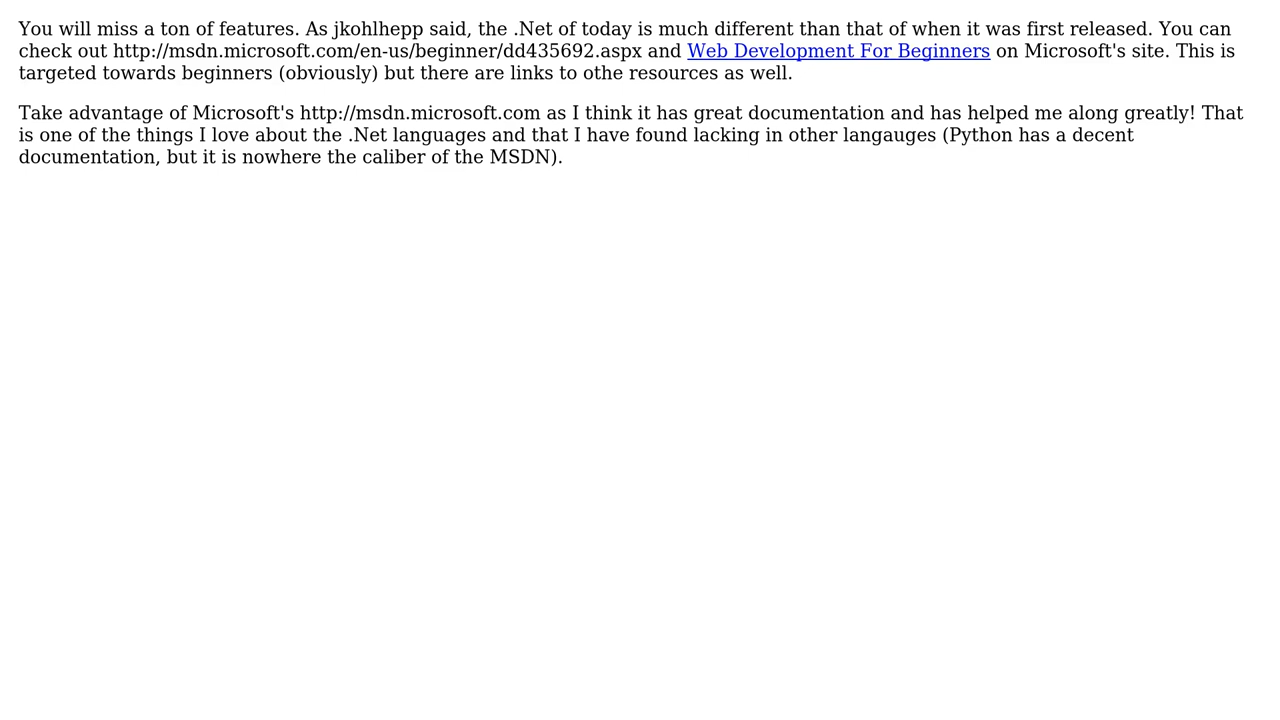 You will miss a ton of features. As jkohlhepp said, the .Net of today is much different than that of when it was first released. You can
check out http://msdn.microsoft.com/en-us/beginner/dd435692.aspx and Web Development For Beginners on Microsoft's site. This is
targeted towards beginners (obviously) but there are links to othe resources as well.
Take advantage of Microsoft's http://msdn.microsoft.com as I think it has great documentation and has helped me along greatly! That
is one of the things I love about the .Net languages and that I have found lacking in other langauges (Python has a decent
documentation, but it is nowhere the caliber of the MSDN).